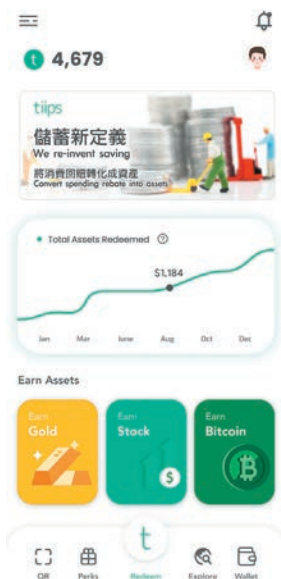 t 4,679
tiips
儲蓄新定義
We re-invent saving
將消費回贈轉化成資產
Convert spending rebate into assets
Total Assets Redeemed ?
$1,184
Jan Mar June Aug Oct Dec
Earn Assets
Earn Earn Earn
Gold Stock Bitcoin
$
t
QR Perks Redeem Explore Wallet